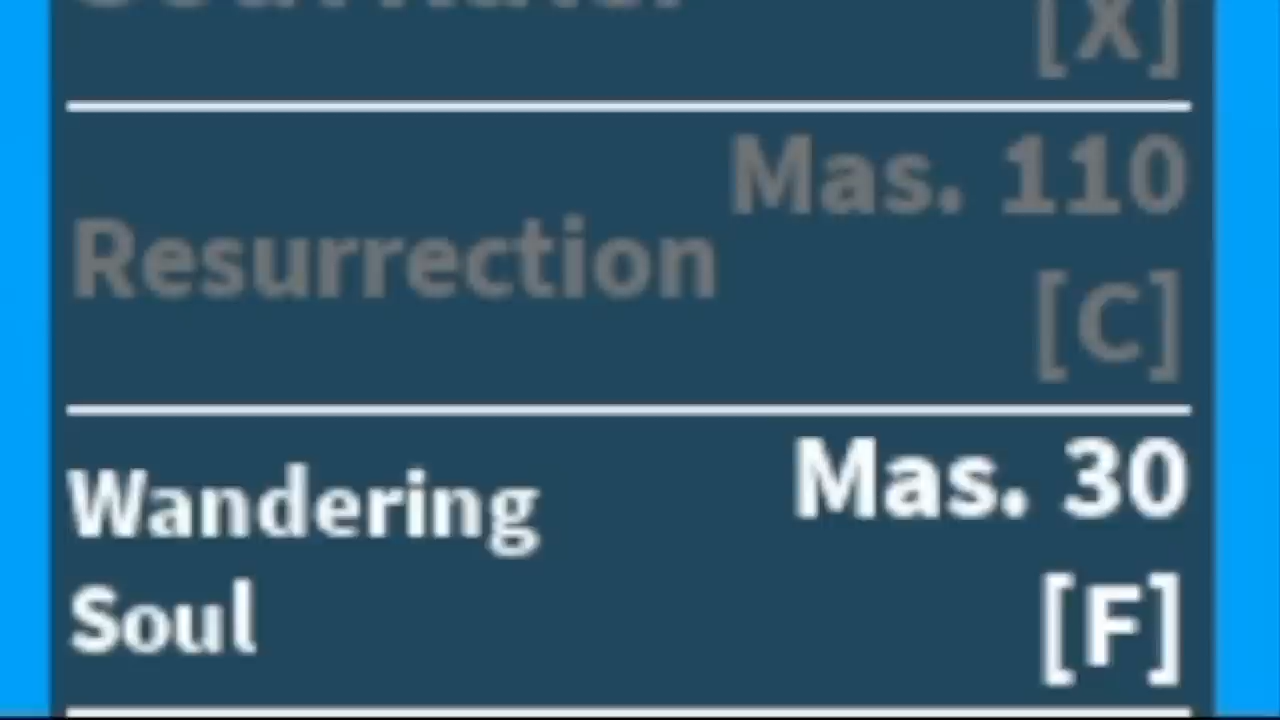 [X]
Mas. 110
Resurrection
[C]
Mas. 30
Wandering
Soul
[F]